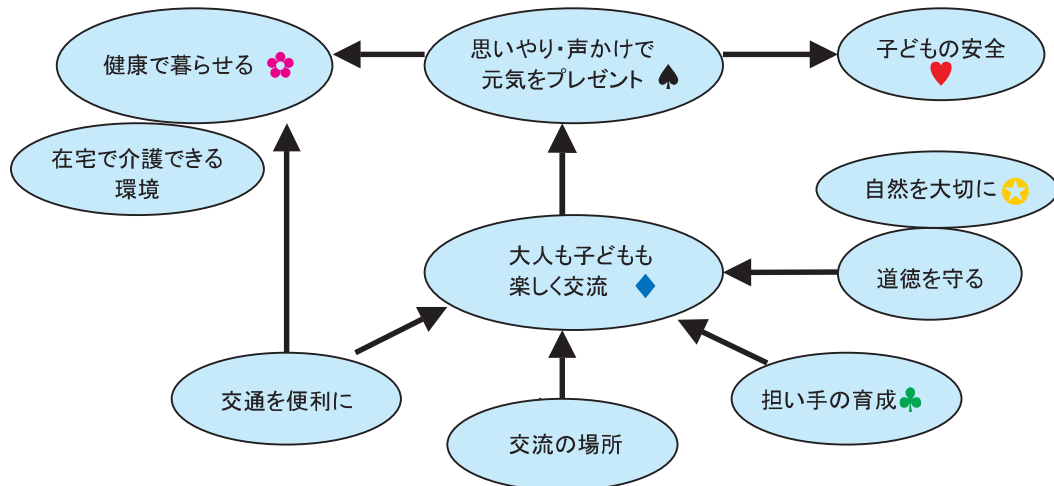 健康で暮らせる
思いやり・声かけで
元気をプレゼント ♠
子どもの安全
♥
在宅で介護できる
環境
自然を大切に
大人も子どもも
楽しく交流 ♦
道徳を守る
交通を便利に
担い手の育成♣
交流の場所